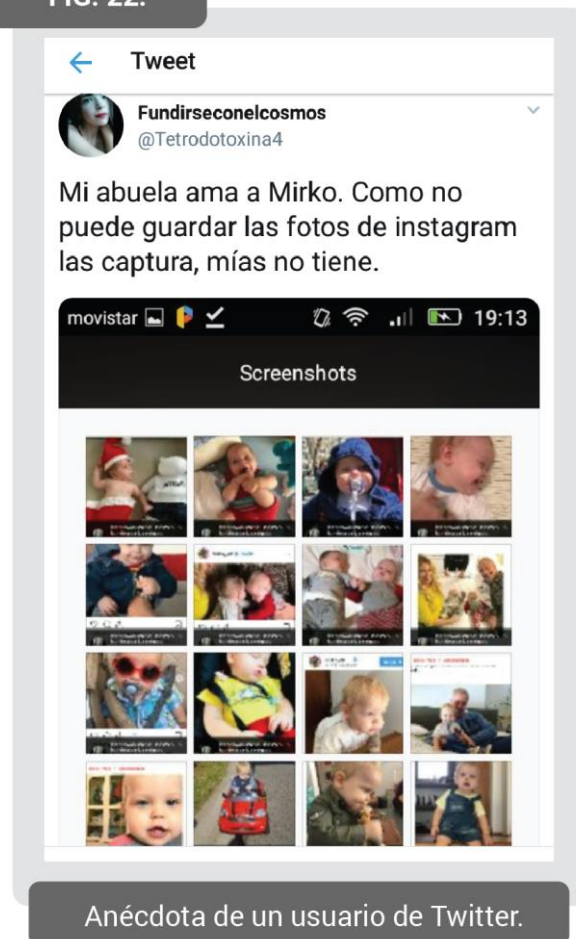 FIG. 22.
Tweet
Fundirseconelcosmos
@Tetrodotoxina4
Mi abuela ama a Mirko. Como no
puede guardar las fotos de instagram
las captura, mías no tiene.
movistar 19:13
Screenshots
Anécdota de un usuario de Twitter.